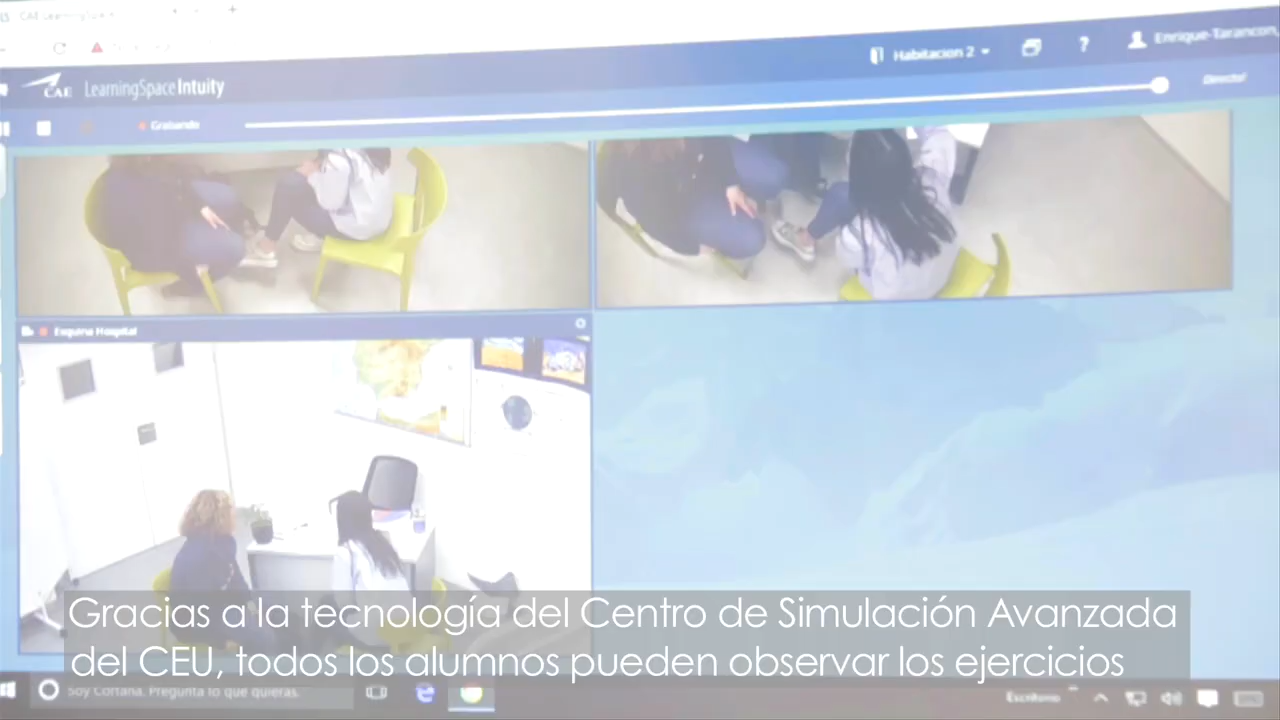 CAE LearningSpace Intuity
Habitacion 2
?
Enrique-Tarancon,
Grabando
Directo!
Esquina Hospital
Gracias a la tecnología del Centro de Simulación Avanzada
del CEU, todos los alumnos pueden observar los ejercicios
Soy Cortana. Pregunta lo que quieras.
Escritorio